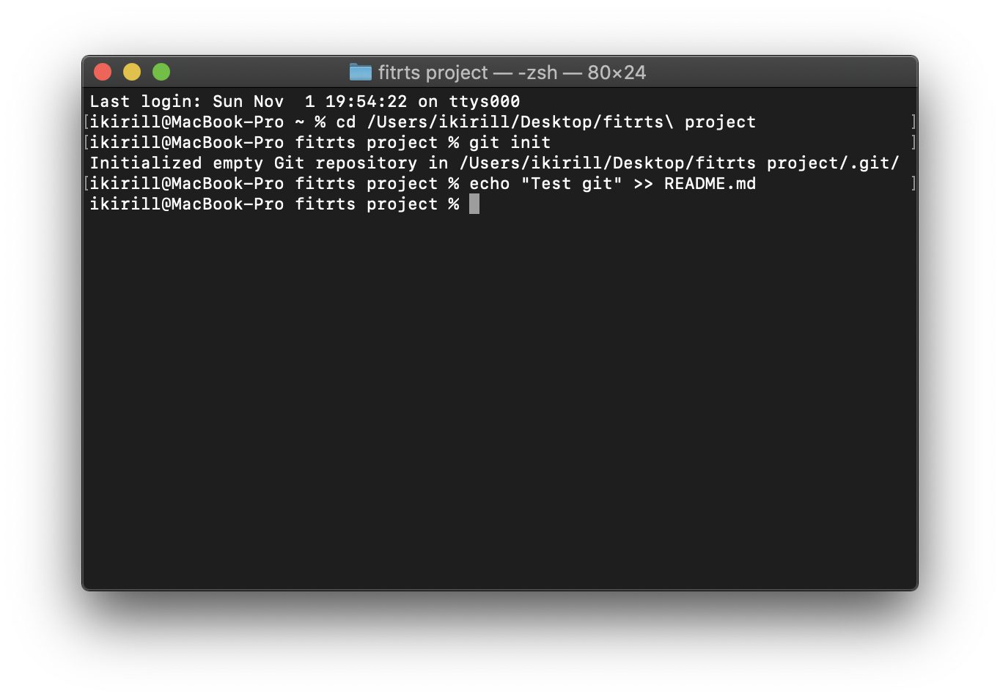 fitrts project — -zsh — 80×24
Last login: Sun Nov  1 19:54:22 on ttys000
[ikirill@MacBook-Pro ~ % cd /Users/ikirill/Desktop/fitrts\ project ]
[ikirill@MacBook-Pro fitrts project % git init ]
Initialized empty Git repository in /Users/ikirill/Desktop/fitrts project/.git/
[ikirill@MacBook-Pro fitrts project % echo "Test git" >> README.md ]
ikirill@MacBook-Pro fitrts project %